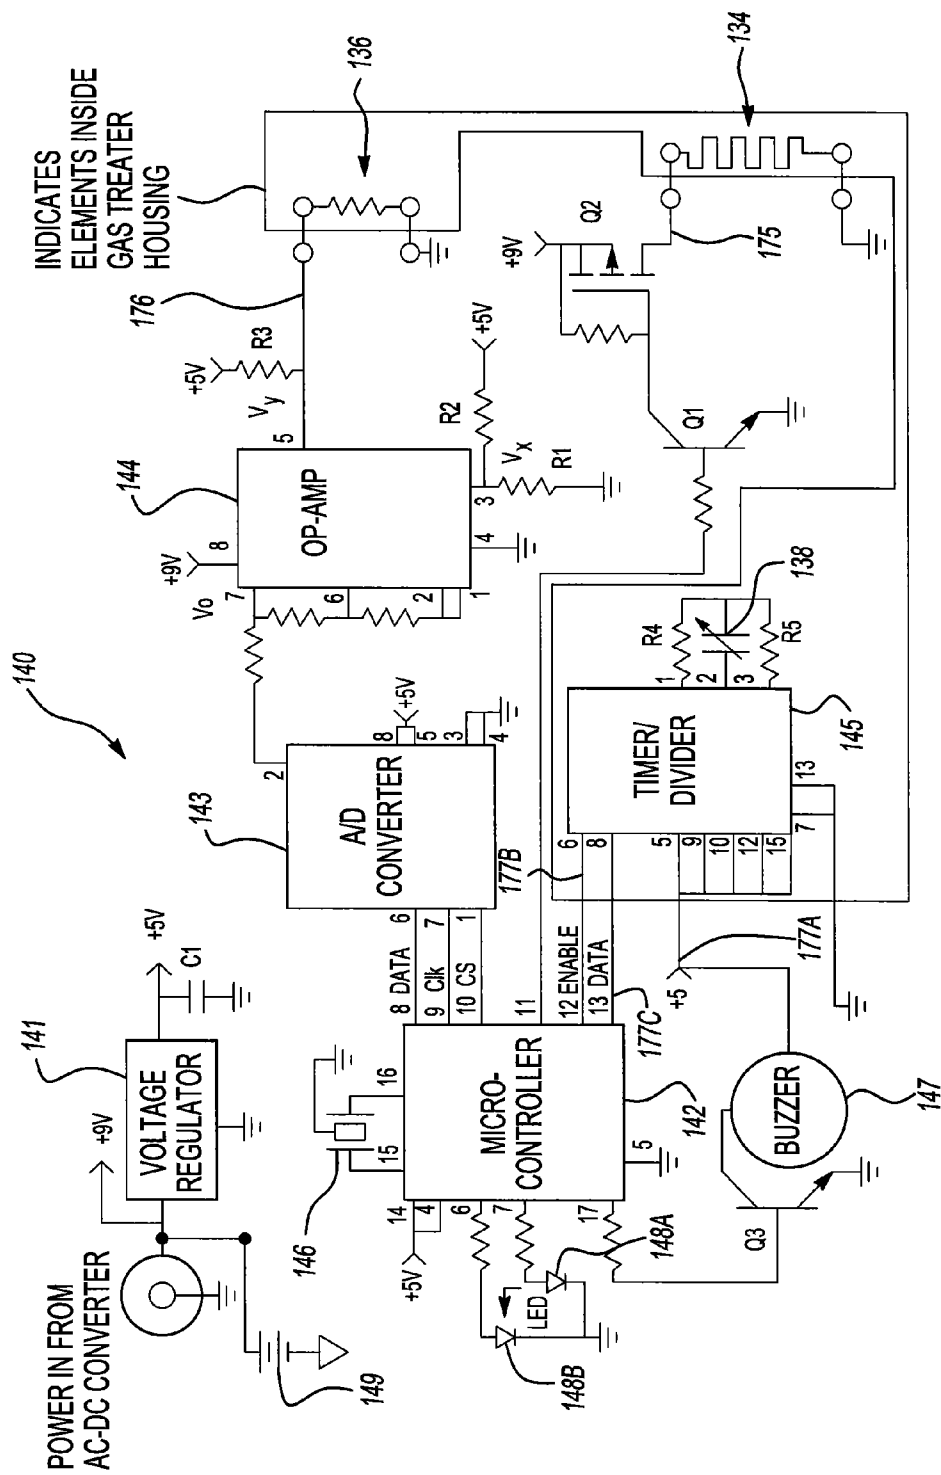 POWER IN FROM
AC-DC CONVERTER
149
+9V
141
VOLTAGE
REGULATOR
+5V
C1
140
INDICATES
ELEMENTS INSIDE
GAS TREATER
HOUSING
136
134
176
+5V
R3
Vy
5
144
8
+9V
OP-AMP
Vo
7
6
2
1
4
3
Vx
R1
R2
+5V
+9V
Q2
175
Q1
143
A/D
CONVERTER
2
8
5
+5V
3
4
6
7
1
8 DATA
9 Clk
10 CS
11
12 ENABLE
13 DATA
177B
177C
177A
+5
6
8
5
9
10
12
15
7
13
TIMER/
DIVIDER
145
1
2
3
R4
R5
138
146
15
16
MICRO-
CONTROLLER
142
5
14
4
+5V
6
7
17
LED
148A
148B
Q3
BUZZER
147